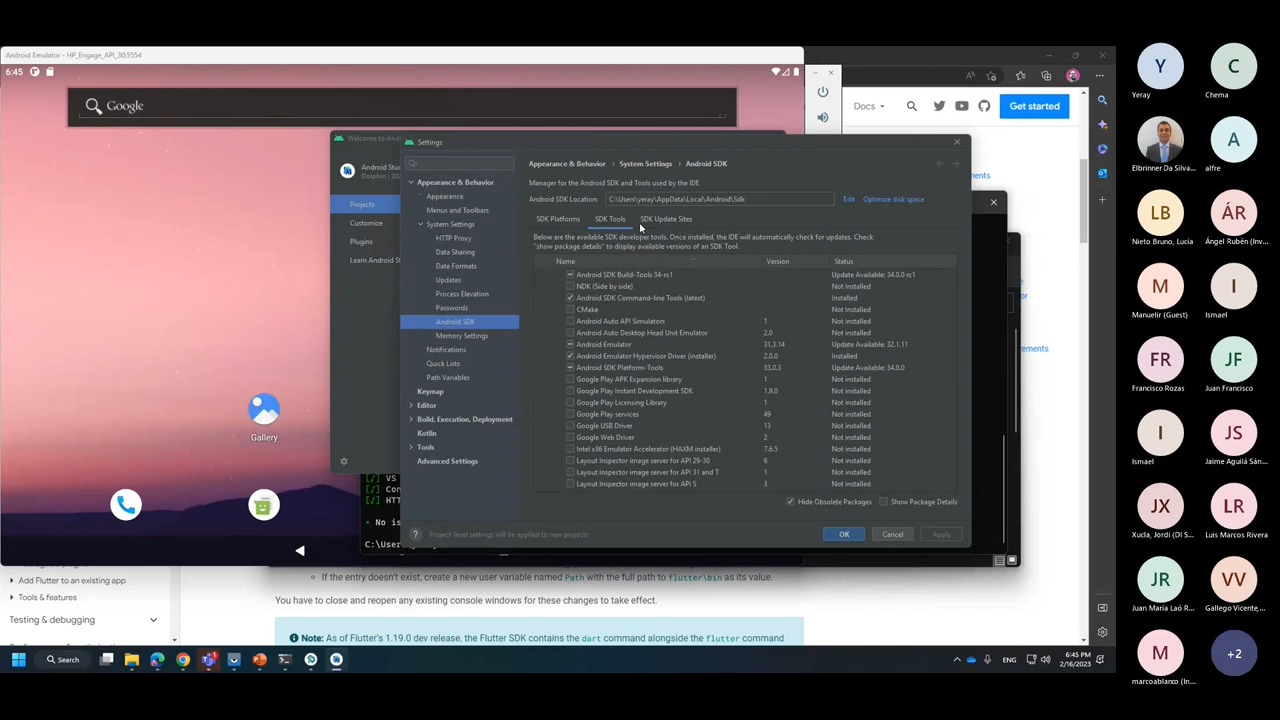 Android Emulator - HP_Engage_API_30:5554
6:45
Google
Gallery
Docs
Get started
Projects
Customize
Plugins
Settings
Appearance & Behavior
Appearance
Menus and Toolbars
System Settings
HTTP Proxy
Data Sharing
Date Formats
Updates
Process Elevation
Passwords
Android SDK
Memory Settings
Notifications
Quick Lists
Path Variables
Keymap
Editor
Build, Execution, Deployment
Kotlin
Tools
Advanced Settings
Appearance & Behavior › System Settings › Android SDK
Manager for the Android SDK and Tools used by the IDE
Android SDK Location: C:\Users\yeray\AppData\Local\Android\Sdk Edit Optimize disk space
SDK Platforms SDK Tools SDK Update Sites
Below are the available SDK developer tools. Once installed, the IDE will automatically check for updates. Check
"show package details" to display available versions of an SDK Tool.
Name Version Status
Android SDK Build-Tools 34-rc1 Update Available: 34.0.0 rc1
NDK (Side by side) Not Installed
Android SDK Command-line Tools (latest) Installed
CMake Not Installed
Android Auto API Simulators 1 Not installed
Android Auto Desktop Head Unit Emulator 2.0 Not installed
Android Emulator 31.3.14 Update Available: 32.1.11
Android Emulator Hypervisor Driver (installer) 2.0.0 Installed
Android SDK Platform-Tools 33.0.3 Update Available: 34.0.0
Google Play APK Expansion library 1 Not installed
Google Play Instant Development SDK 1.9.0 Not installed
Google Play Licensing Library 1 Not installed
Google Play services 49 Not installed
Google USB Driver 13 Not installed
Google Web Driver 2 Not installed
Intel x86 Emulator Accelerator (HAXM installer) 7.6.5 Not installed
Layout Inspector image server for API 29-30 6 Not installed
Layout Inspector image server for API 31 and T 1 Not installed
Layout Inspector image server for API S 3 Not installed
Hide Obsolete Packages Show Package Details
? Project-level settings will be applied to new projects
OK Cancel Apply
If the entry doesn't exist, create a new user variable named Path with the full path to flutter\bin as its value.
You have to close and reopen any existing console windows for these changes to take effect.
Note: As of Flutter's 1.19.0 dev release, the Flutter SDK contains the dart command alongside the flutter command
Add Flutter to an existing app
Tools & features
Testing & debugging
Search
ENG
6:45 PM
2/16/2023
Y
Yeray
C
Chema
Elbrinner Da Silva...
A
alfre
LB
Nieto Bruno, Lucía
ÁR
Ángel Rubén (Inv...
M
Manuelir (Guest)
I
Ismael
FR
Francisco Rozas
JF
Juan Francisco
I
Ismael
JS
Jaime Aguilá Sán...
JX
Xucla, Jordi (DI S...
LR
Luis Marcos Rivera
JR
Juan María Laó R...
VV
Gallego Vicente,...
M
marcoablanco (In...
+2